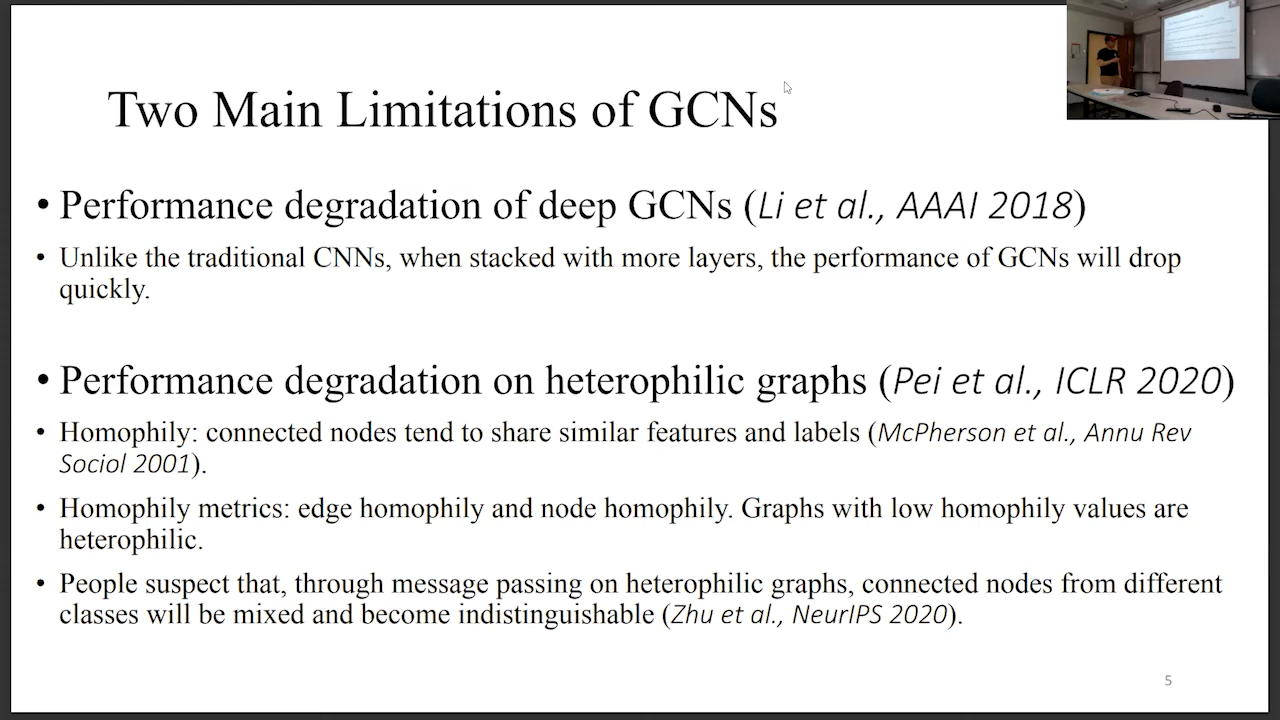 Two Main Limitations of GCNs
• Performance degradation of deep GCNs (Li et al., AAAI 2018)
• Unlike the traditional CNNs, when stacked with more layers, the performance of GCNs will drop
quickly.
• Performance degradation on heterophilic graphs (Pei et al., ICLR 2020)
• Homophily: connected nodes tend to share similar features and labels (McPherson et al., Annu Rev
Sociol 2001).
• Homophily metrics: edge homophily and node homophily. Graphs with low homophily values are
heterophilic.
• People suspect that, through message passing on heterophilic graphs, connected nodes from different
classes will be mixed and become indistinguishable (Zhu et al., NeurIPS 2020).
5